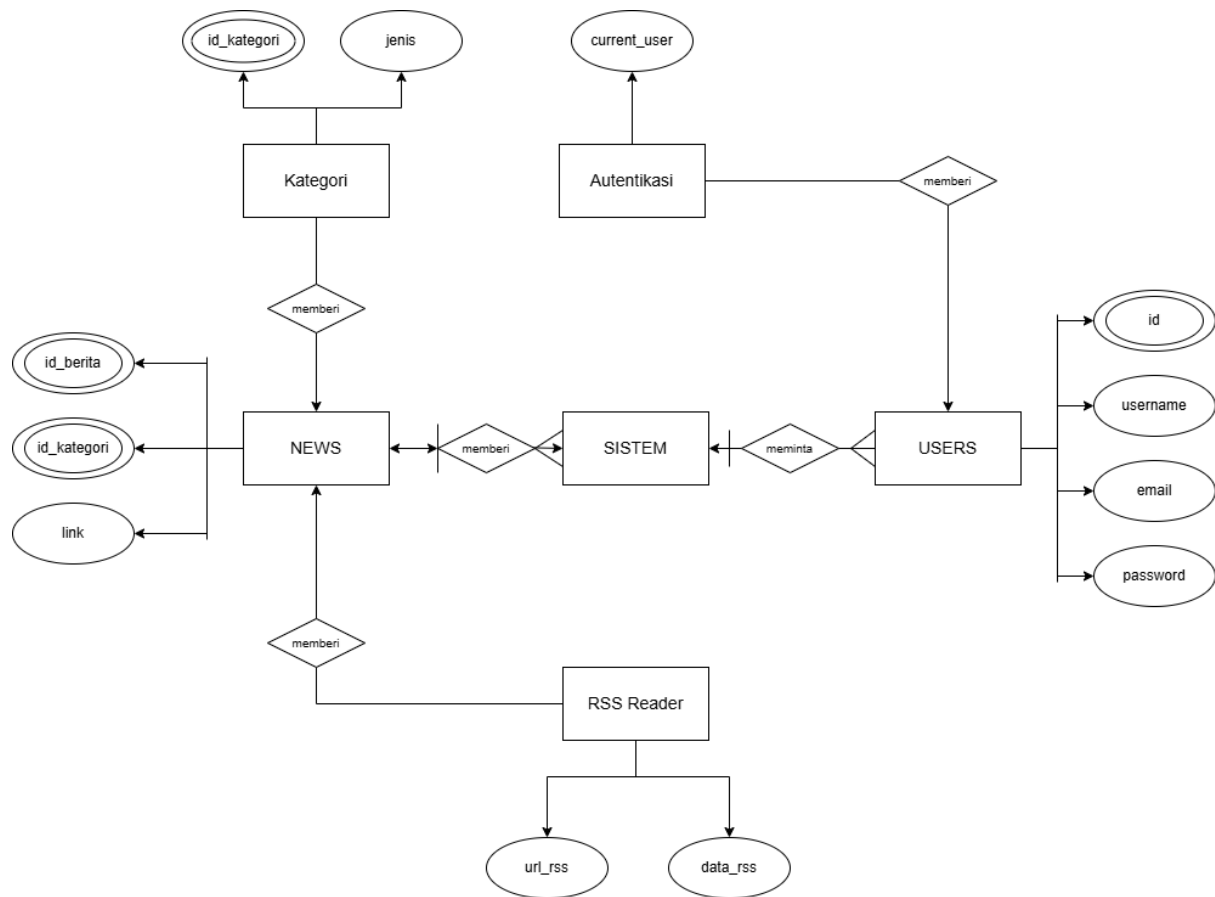 id_kategori
jenis
current_user
Kategori
Autentikasi
memberi
memberi
id
id_berita
username
id_kategori
NEWS
memberi
SISTEM
meminta
USERS
email
link
password
memberi
RSS Reader
url_rss
data_rss